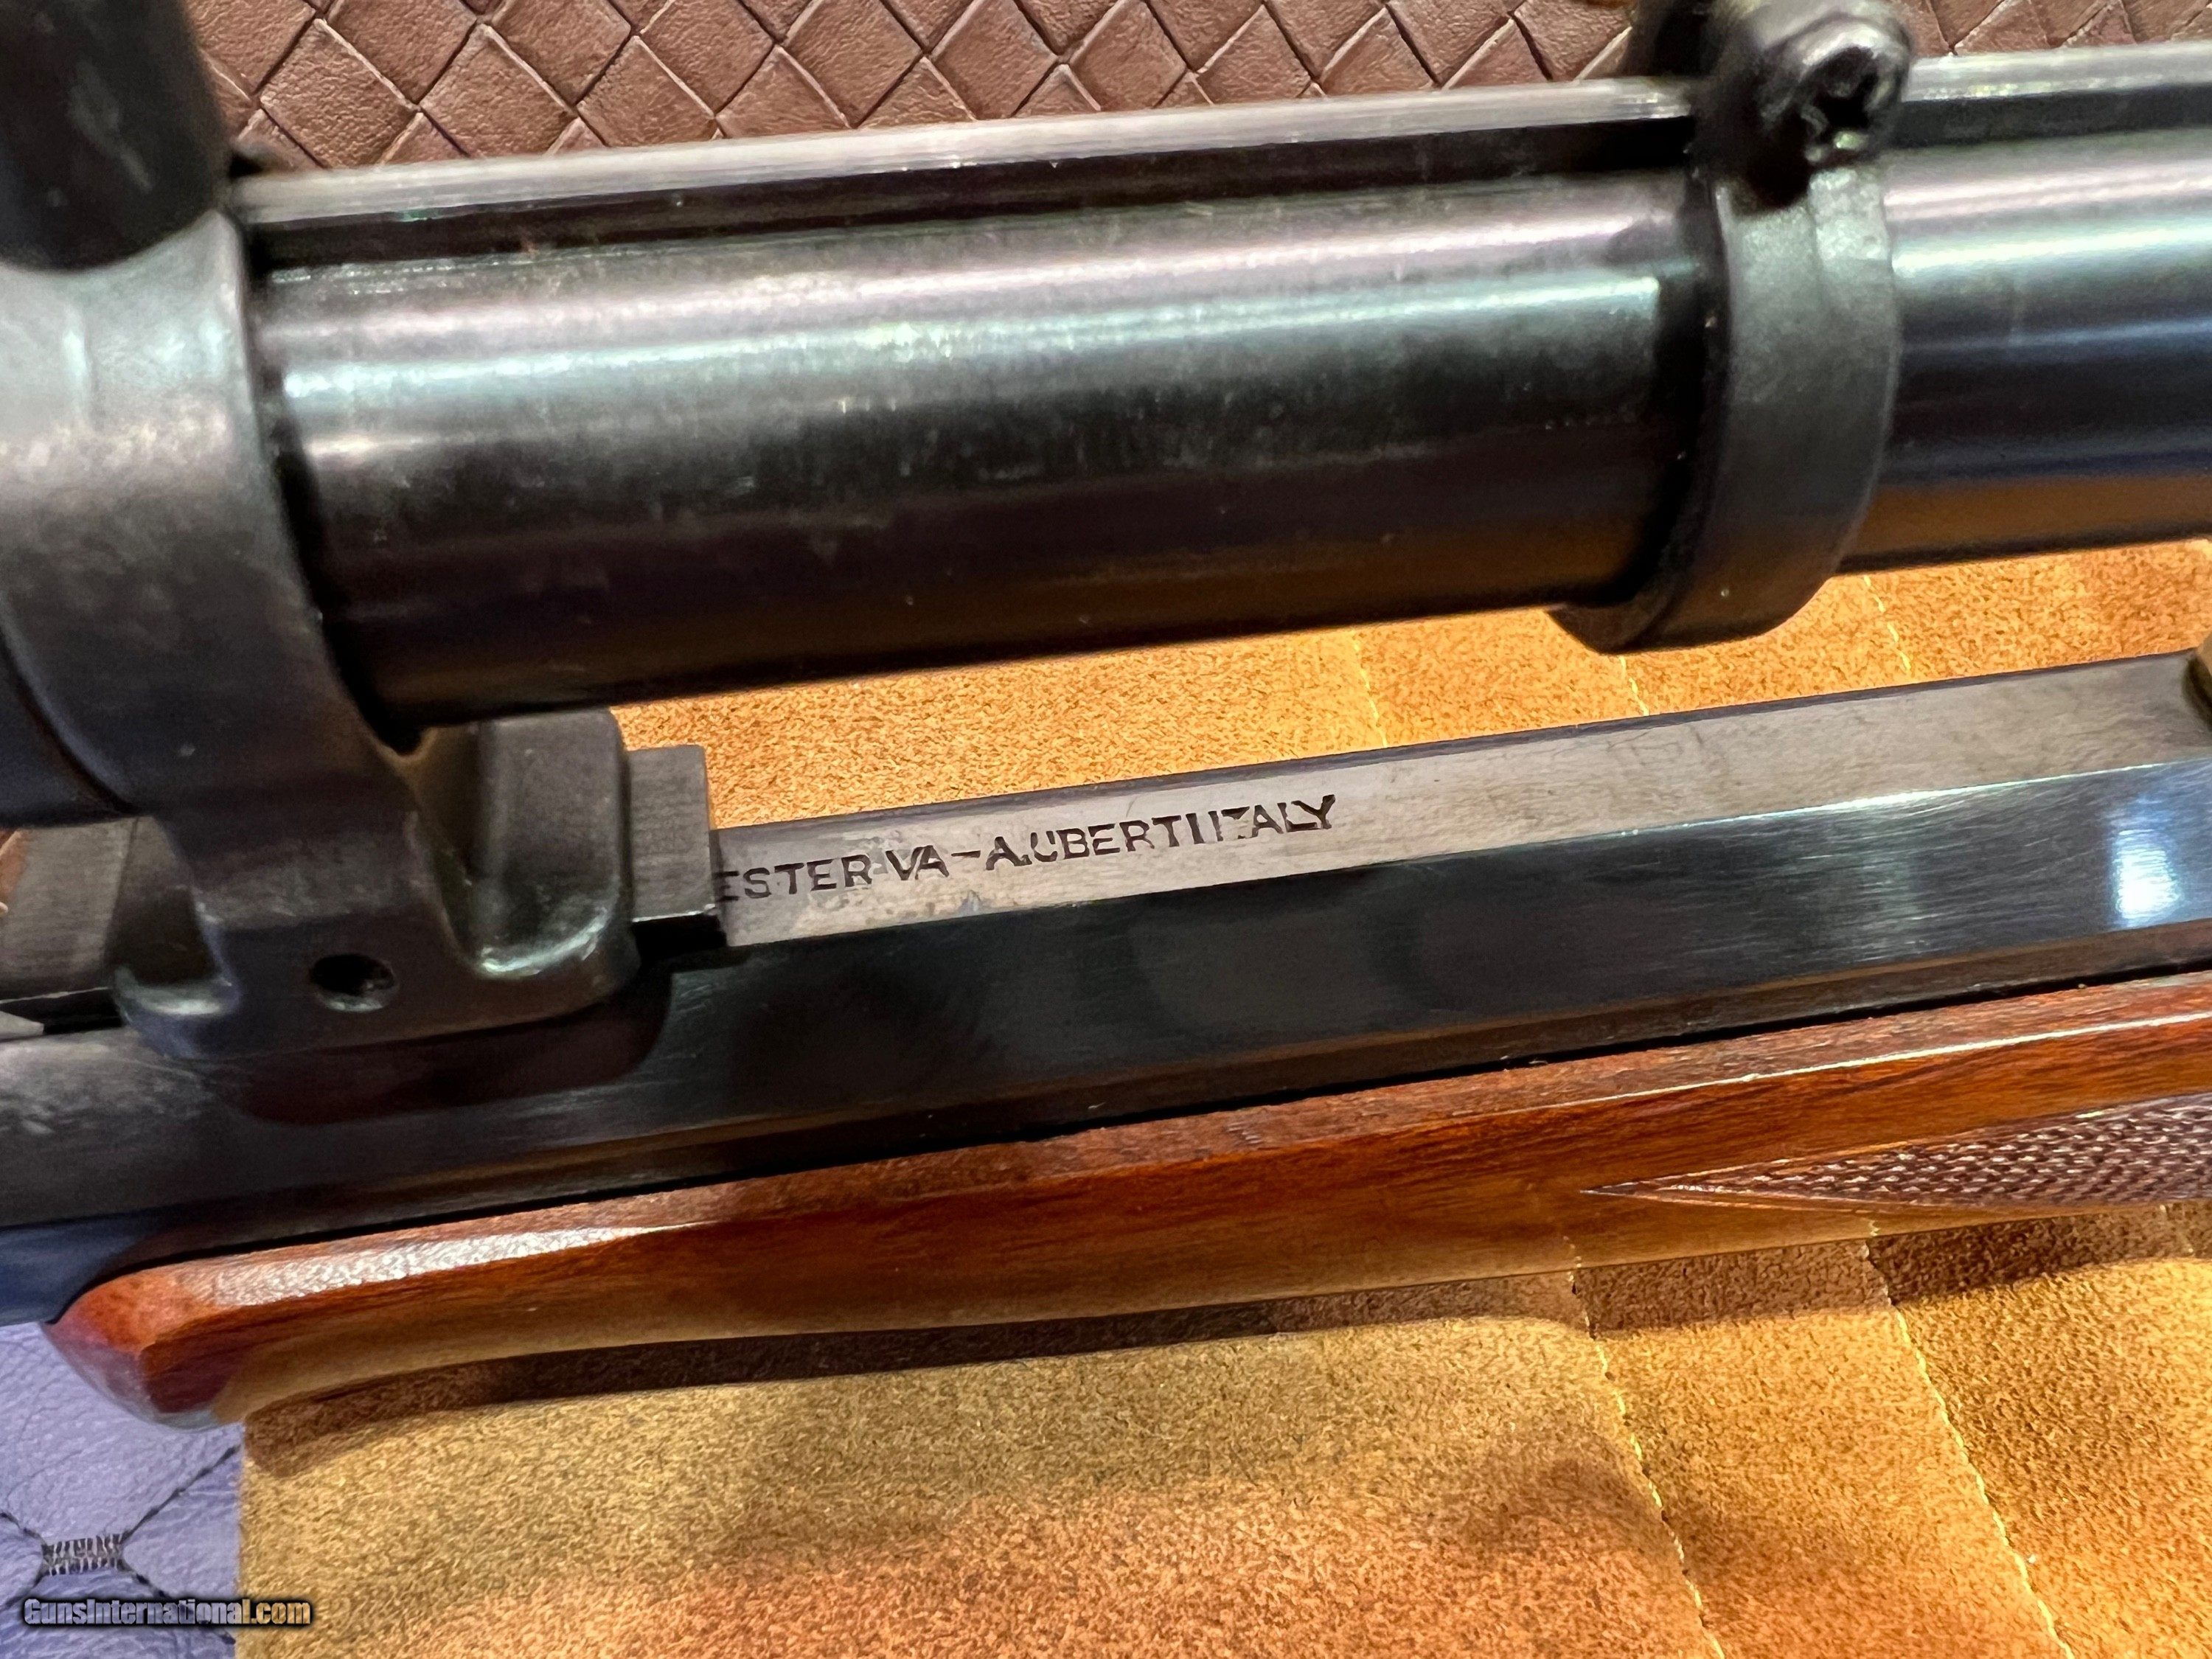 ESTER-VA-A.UBERTI ITALY
GunsInternational.com